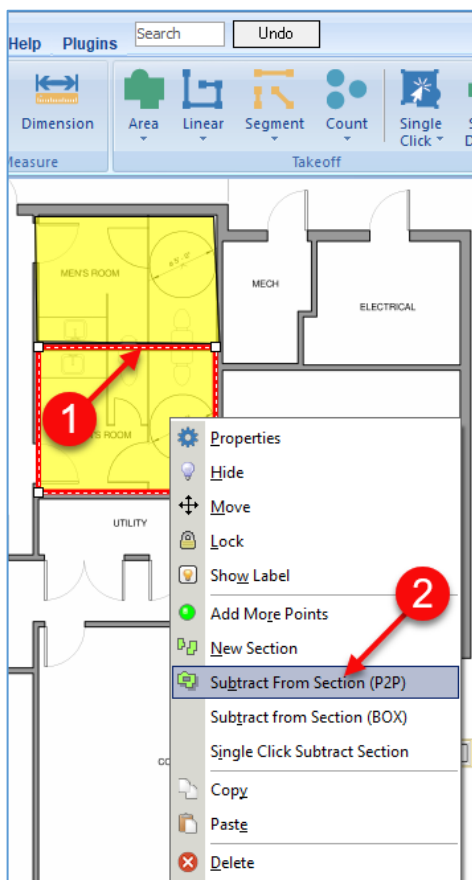 Help Plugins Search Undo
Dimension Area Linear Segment Count Single
Click
Measure Takeoff
MEN'S ROOM
MECH
ELECTRICAL
1
'S ROOM
UTILITY
Properties
Hide
Move
Lock
Show Label
2
Add More Points
New Section
Subtract From Section (P2P)
Subtract from Section (BOX)
Single Click Subtract Section
Copy
Paste
Delete